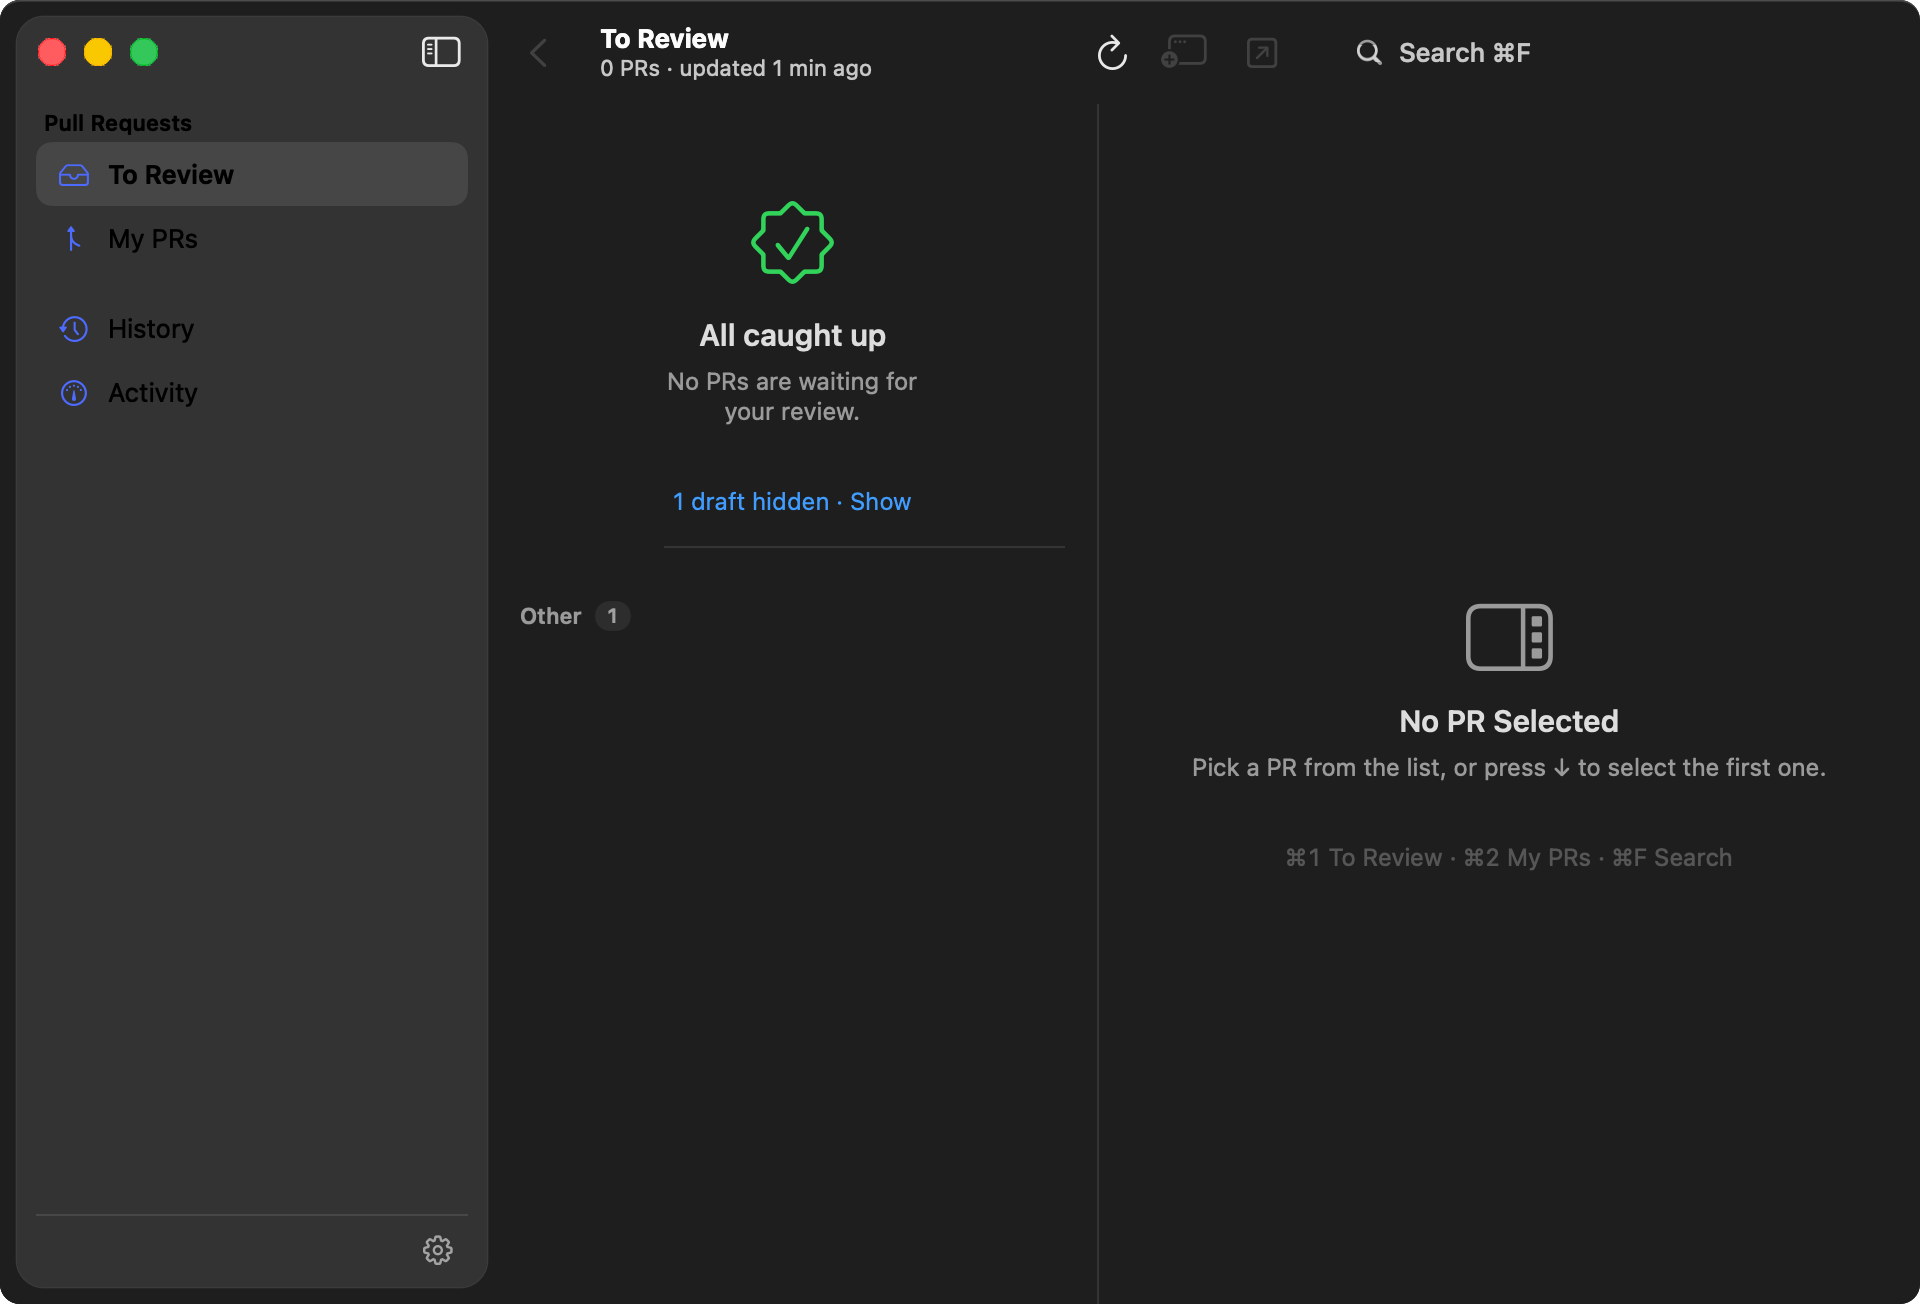 To Review
0 PRs · updated 1 min ago
Search ⌘F
Pull Requests
To Review
My PRs
History
Activity
All caught up
No PRs are waiting for
your review.
1 draft hidden · Show
Other 1
No PR Selected
Pick a PR from the list, or press ↓ to select the first one.
⌘1 To Review · ⌘2 My PRs · ⌘F Search